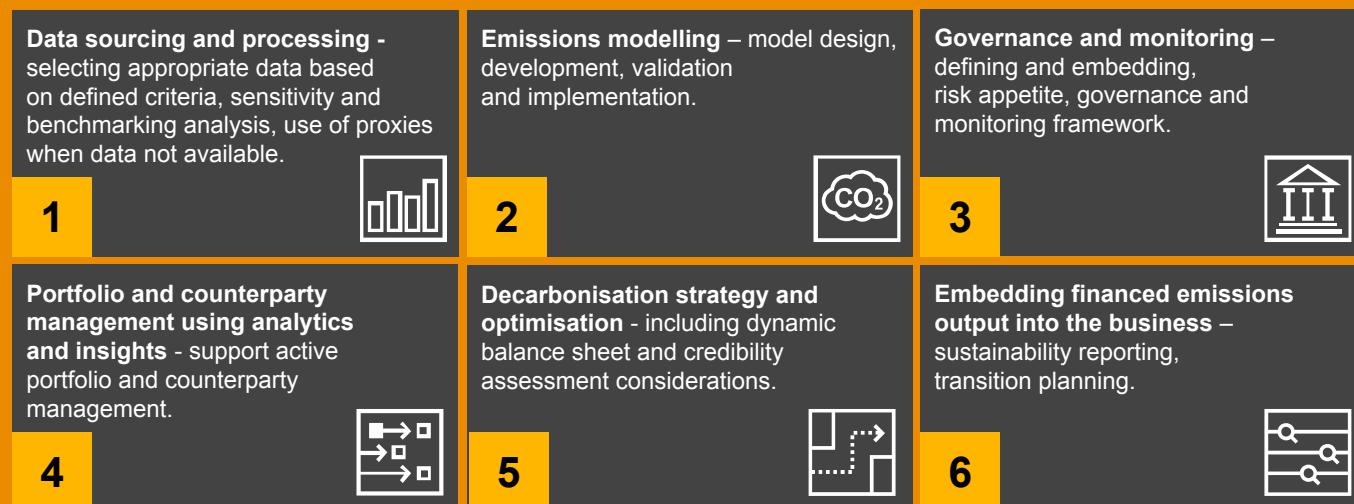 Data sourcing and processing -
selecting appropriate data based
on defined criteria, sensitivity and
benchmarking analysis, use of proxies
when data not available.
1
Emissions modelling – model design,
development, validation
and implementation.
CO₂
2
Governance and monitoring –
defining and embedding,
risk appetite, governance and
monitoring framework.
3
Portfolio and counterparty
management using analytics
and insights - support active
portfolio and counterparty
management.
4
Decarbonisation strategy and
optimisation - including dynamic
balance sheet and credibility
assessment considerations.
5
Embedding financed emissions
output into the business –
sustainability reporting,
transition planning.
6